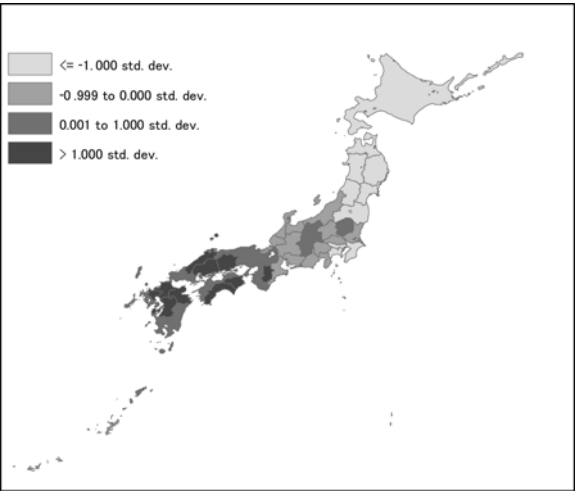 <= -1.000 std. dev.
-0.999 to 0.000 std. dev.
0.001 to 1.000 std. dev.
> 1.000 std. dev.